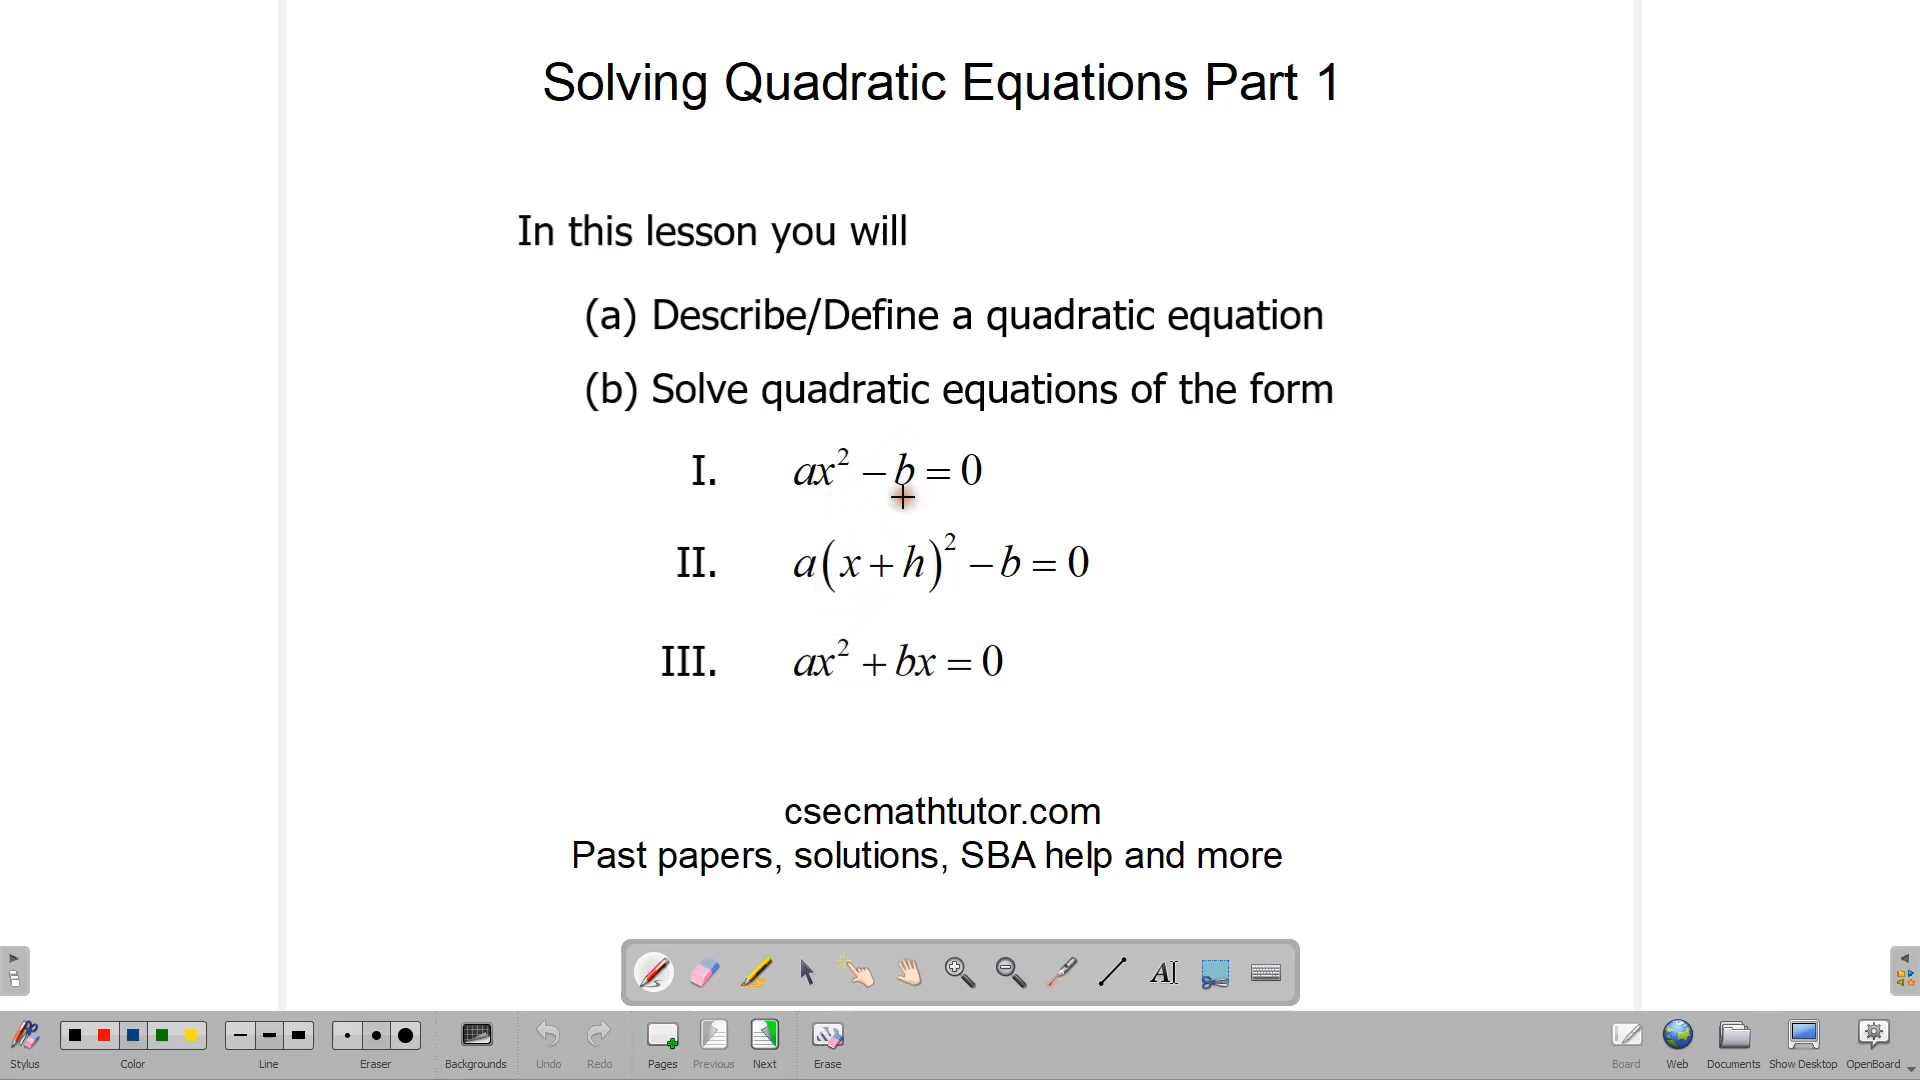 Solving Quadratic Equations Part 1
In this lesson you will
(a) Describe/Define a quadratic equation
(b) Solve quadratic equations of the form
I. ax² − b = 0
II. a(x + h)² − b = 0
III. ax² + bx = 0
csecmathtutor.com
Past papers, solutions, SBA help and more
AI
Stylus Color Line Eraser Backgrounds Undo Redo Pages Previous Next Erase Board Web Documents Show Desktop OpenBoard